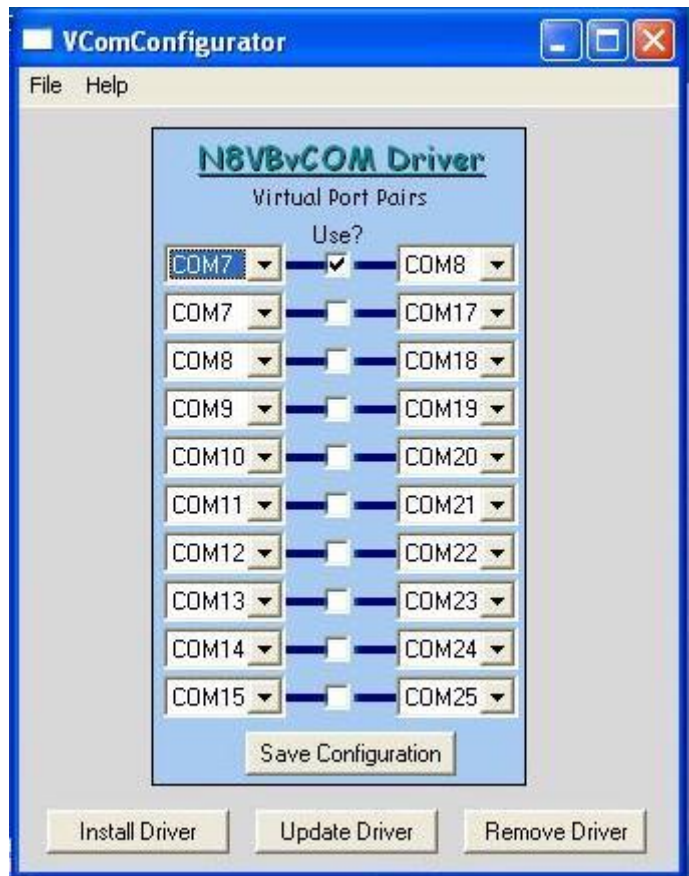 VComConfigurator
File Help
N8VBvCOM Driver
Virtual Port Pairs
Use?
COM7 COM8
COM7 COM17
COM8 COM18
COM9 COM19
COM10 COM20
COM11 COM21
COM12 COM22
COM13 COM23
COM14 COM24
COM15 COM25
Save Configuration
Install Driver Update Driver Remove Driver